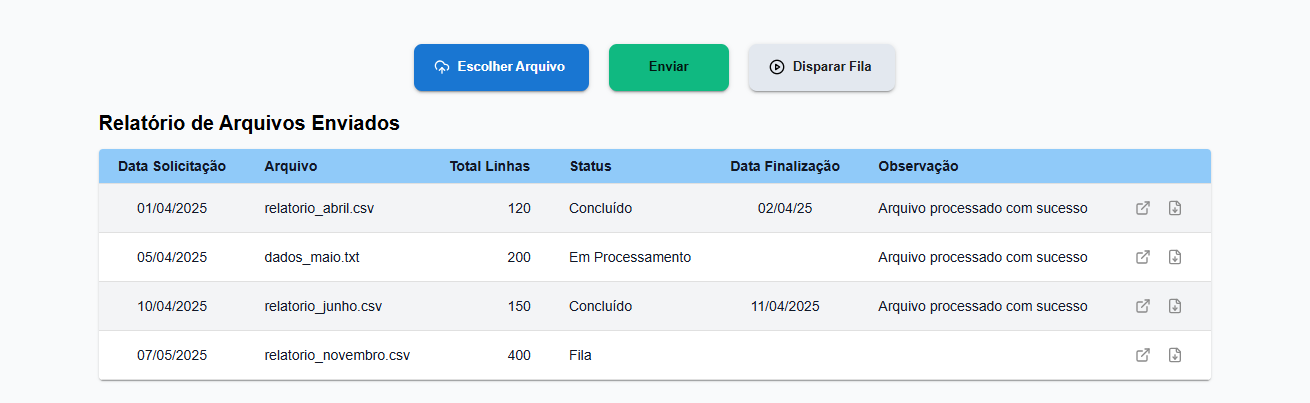 Escolher Arquivo Enviar Disparar Fila
Relatório de Arquivos Enviados
Data Solicitação Arquivo Total Linhas Status Data Finalização Observação
01/04/2025 relatorio_abril.csv 120 Concluído 02/04/25 Arquivo processado com sucesso
05/04/2025 dados_maio.txt 200 Em Processamento Arquivo processado com sucesso
10/04/2025 relatorio_junho.csv 150 Concluído 11/04/2025 Arquivo processado com sucesso
07/05/2025 relatorio_novembro.csv 400 Fila